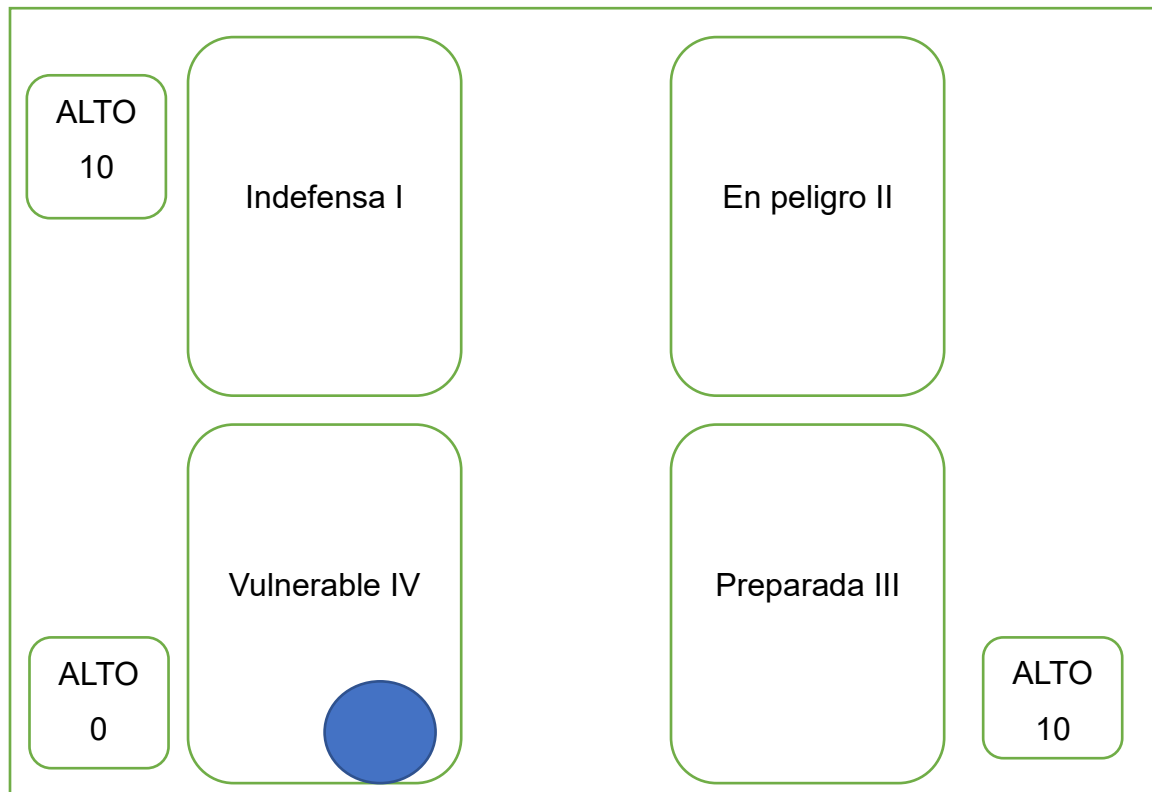 ALTO
10
Indefensa I
En peligro II
Vulnerable IV
Preparada III
ALTO
0
ALTO
10